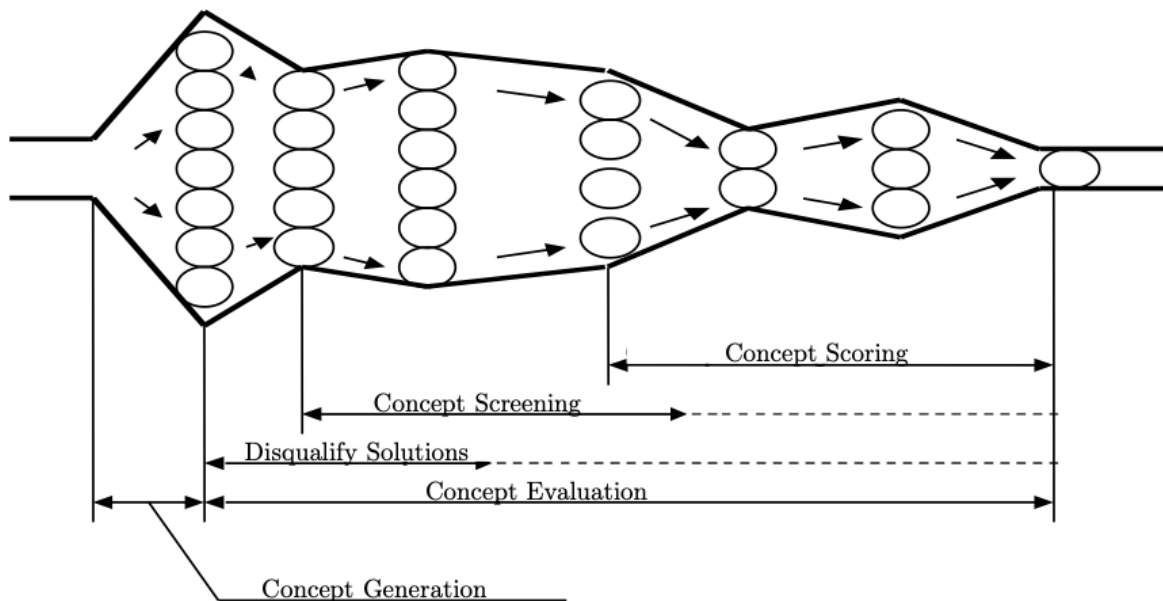 Concept Scoring
Concept Screening
Disqualify Solutions
Concept Evaluation
Concept Generation